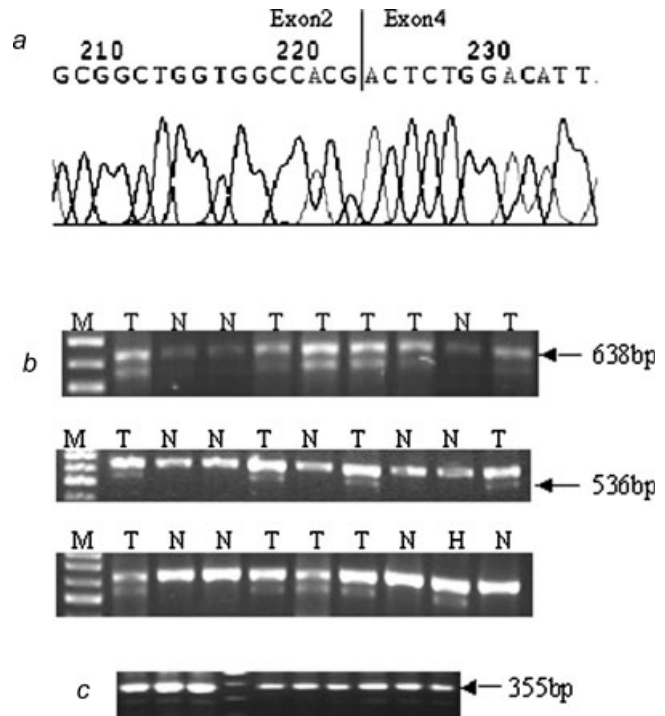 a
Exon2 Exon4
210 220 230
GCGGCTGGTGGCCACGACTCTGGACATT.
b
M T N N T T T T N T
638bp
M T N N T N T N N T
536bp
M T N N T T T N H N
c
355bp